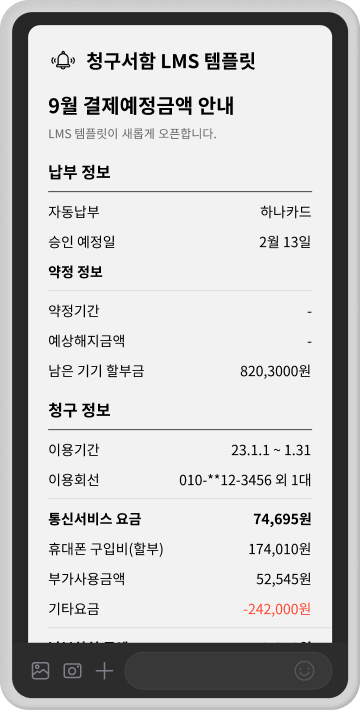 청구서함 LMS 템플릿
9월 결제예정금액 안내
LMS 템플릿이 새롭게 오픈합니다.
납부 정보
자동납부 하나카드
승인 예정일 2월 13일
약정 정보
약정기간 -
예상해지금액 -
남은 기기 할부금 820,3000원
청구 정보
이용기간 23.1.1 ~ 1.31
이용회선 010-**12-3456 외 1대
통신서비스 요금 74,695원
휴대폰 구입비(할부) 174,010원
부가사용금액 52,545원
기타요금 -242,000원